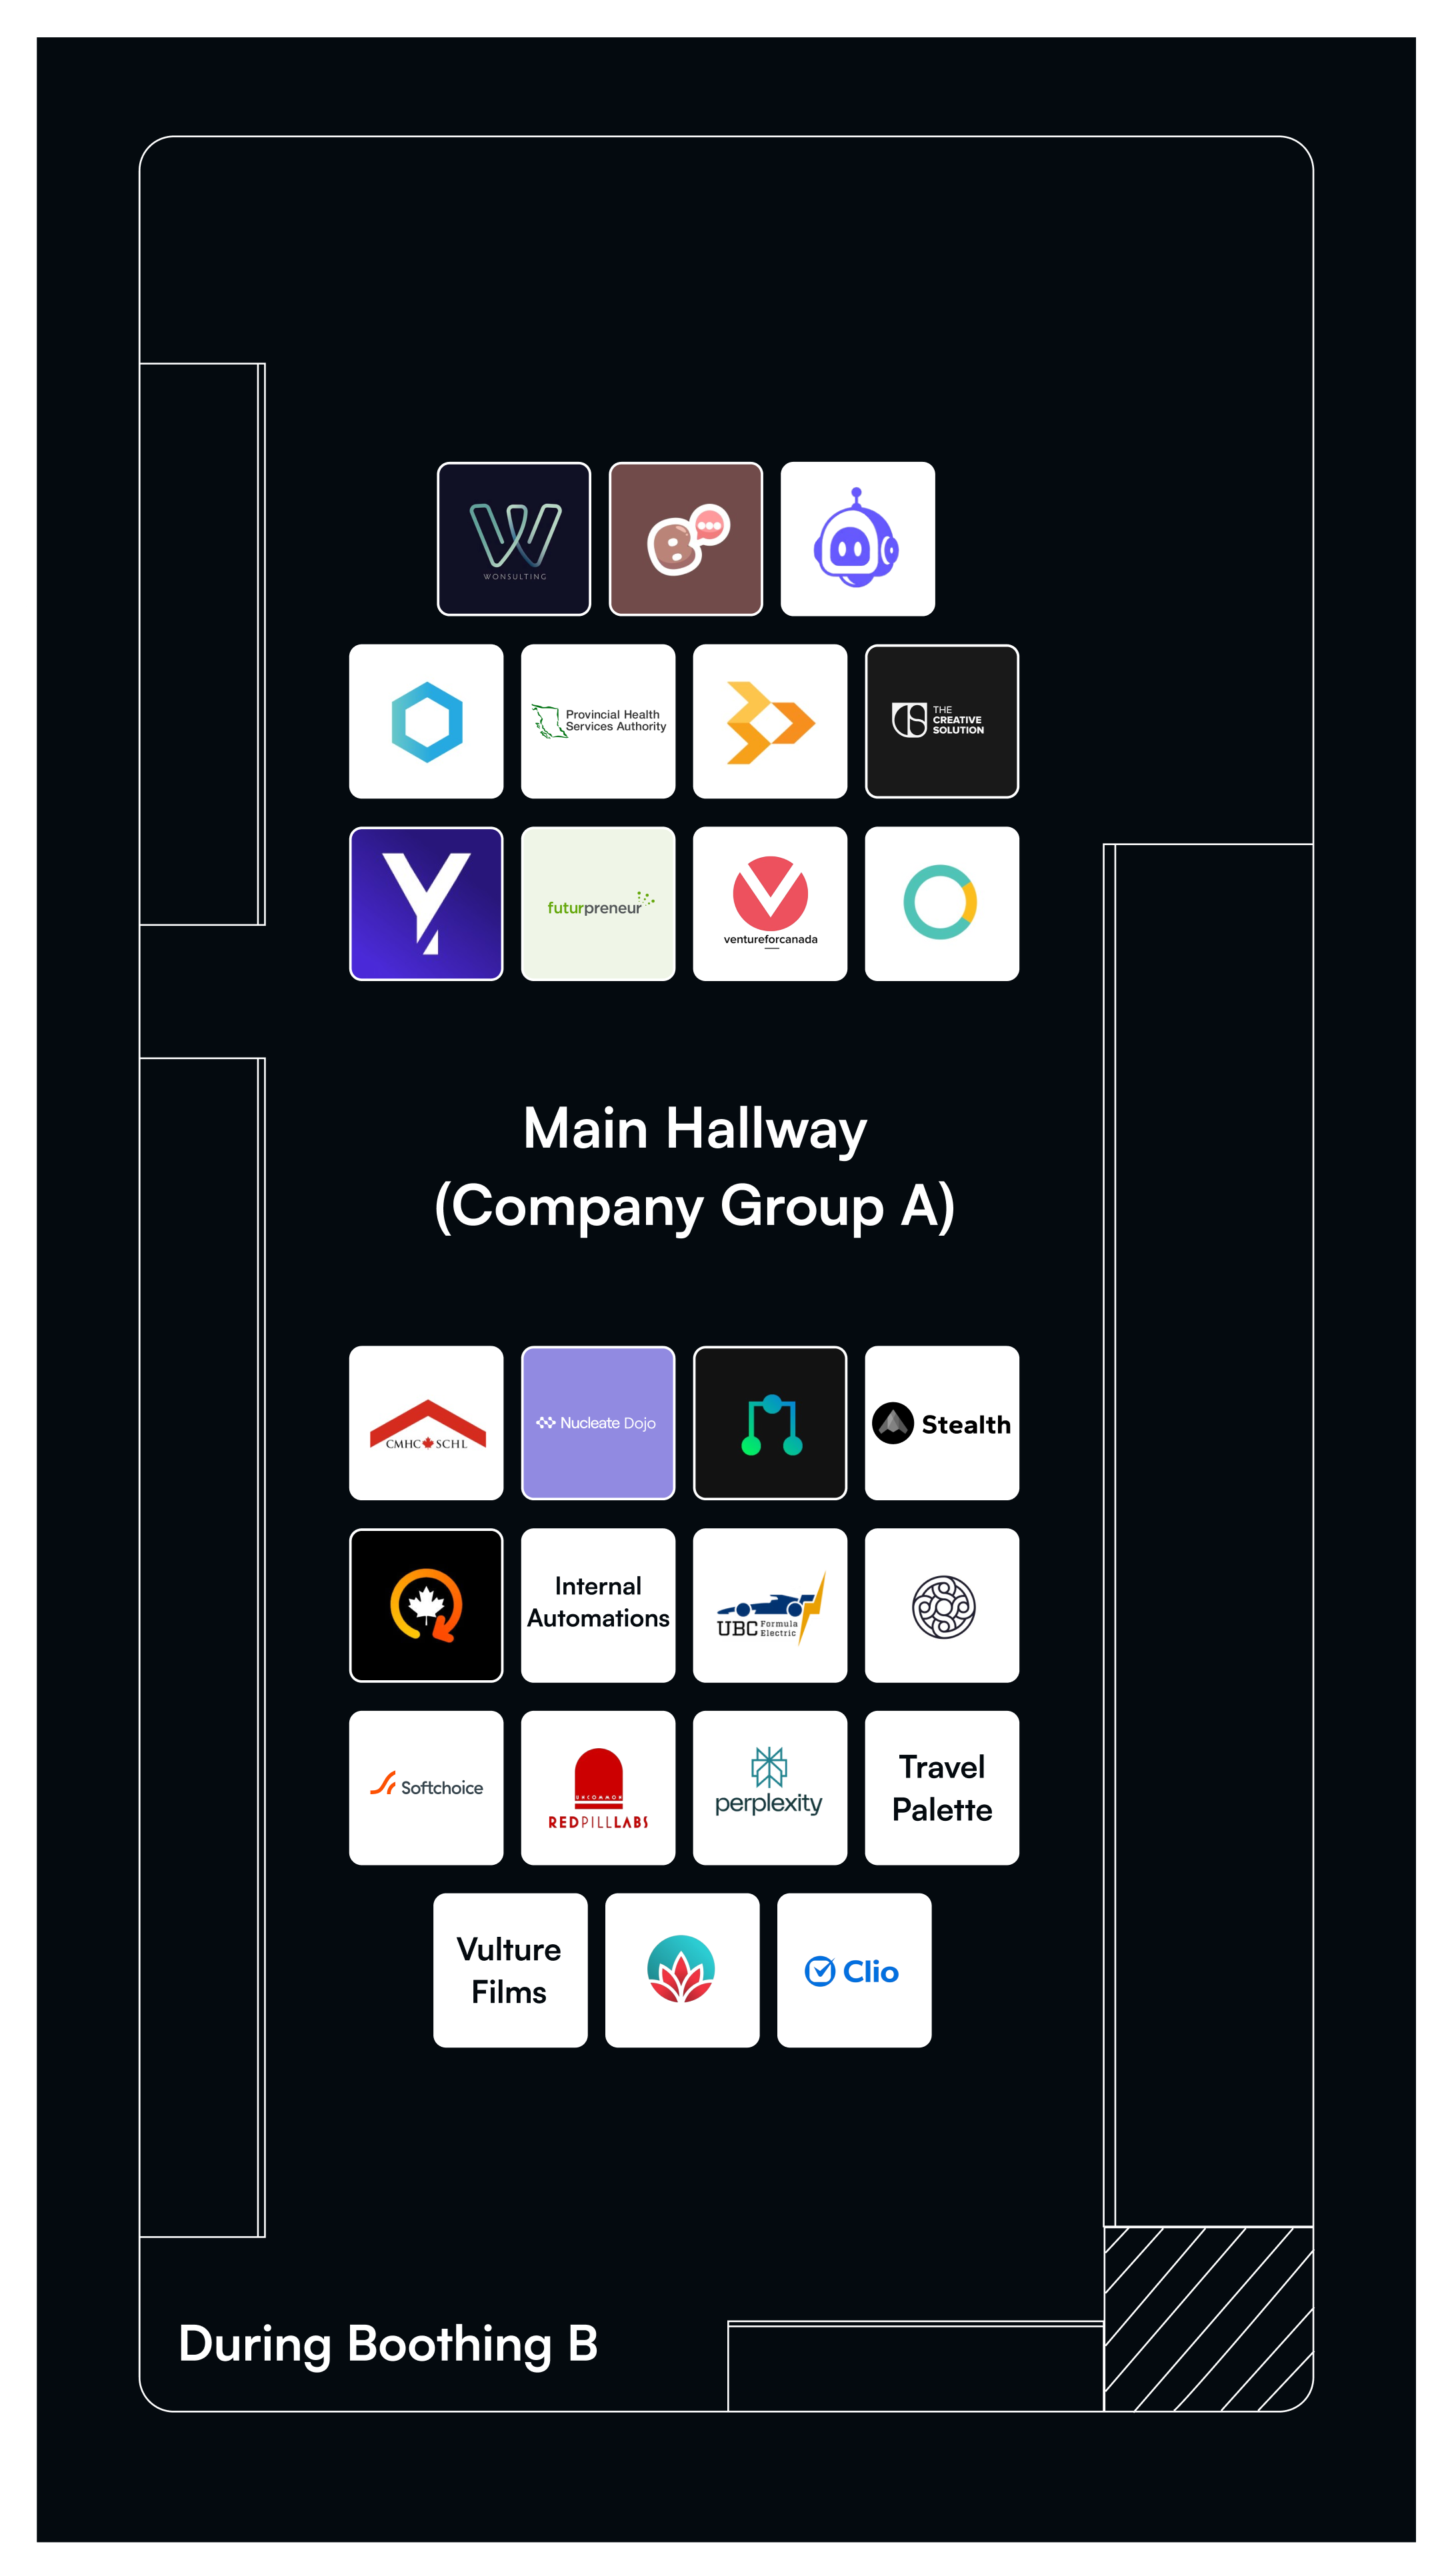 WONSULTING
Provincial Health
Services Authority
THE
CREATIVE
SOLUTION
futurpreneur
ventureforcanada
Main Hallway
(Company Group A)
CMHC SCHL
Nucleate Dojo
Stealth
Internal
Automations
UBC Formula
Electric
Softchoice
UNCOMMON
REDPILLLABS
perplexity
Travel
Palette
Vulture
Films
Clio
During Boothing B